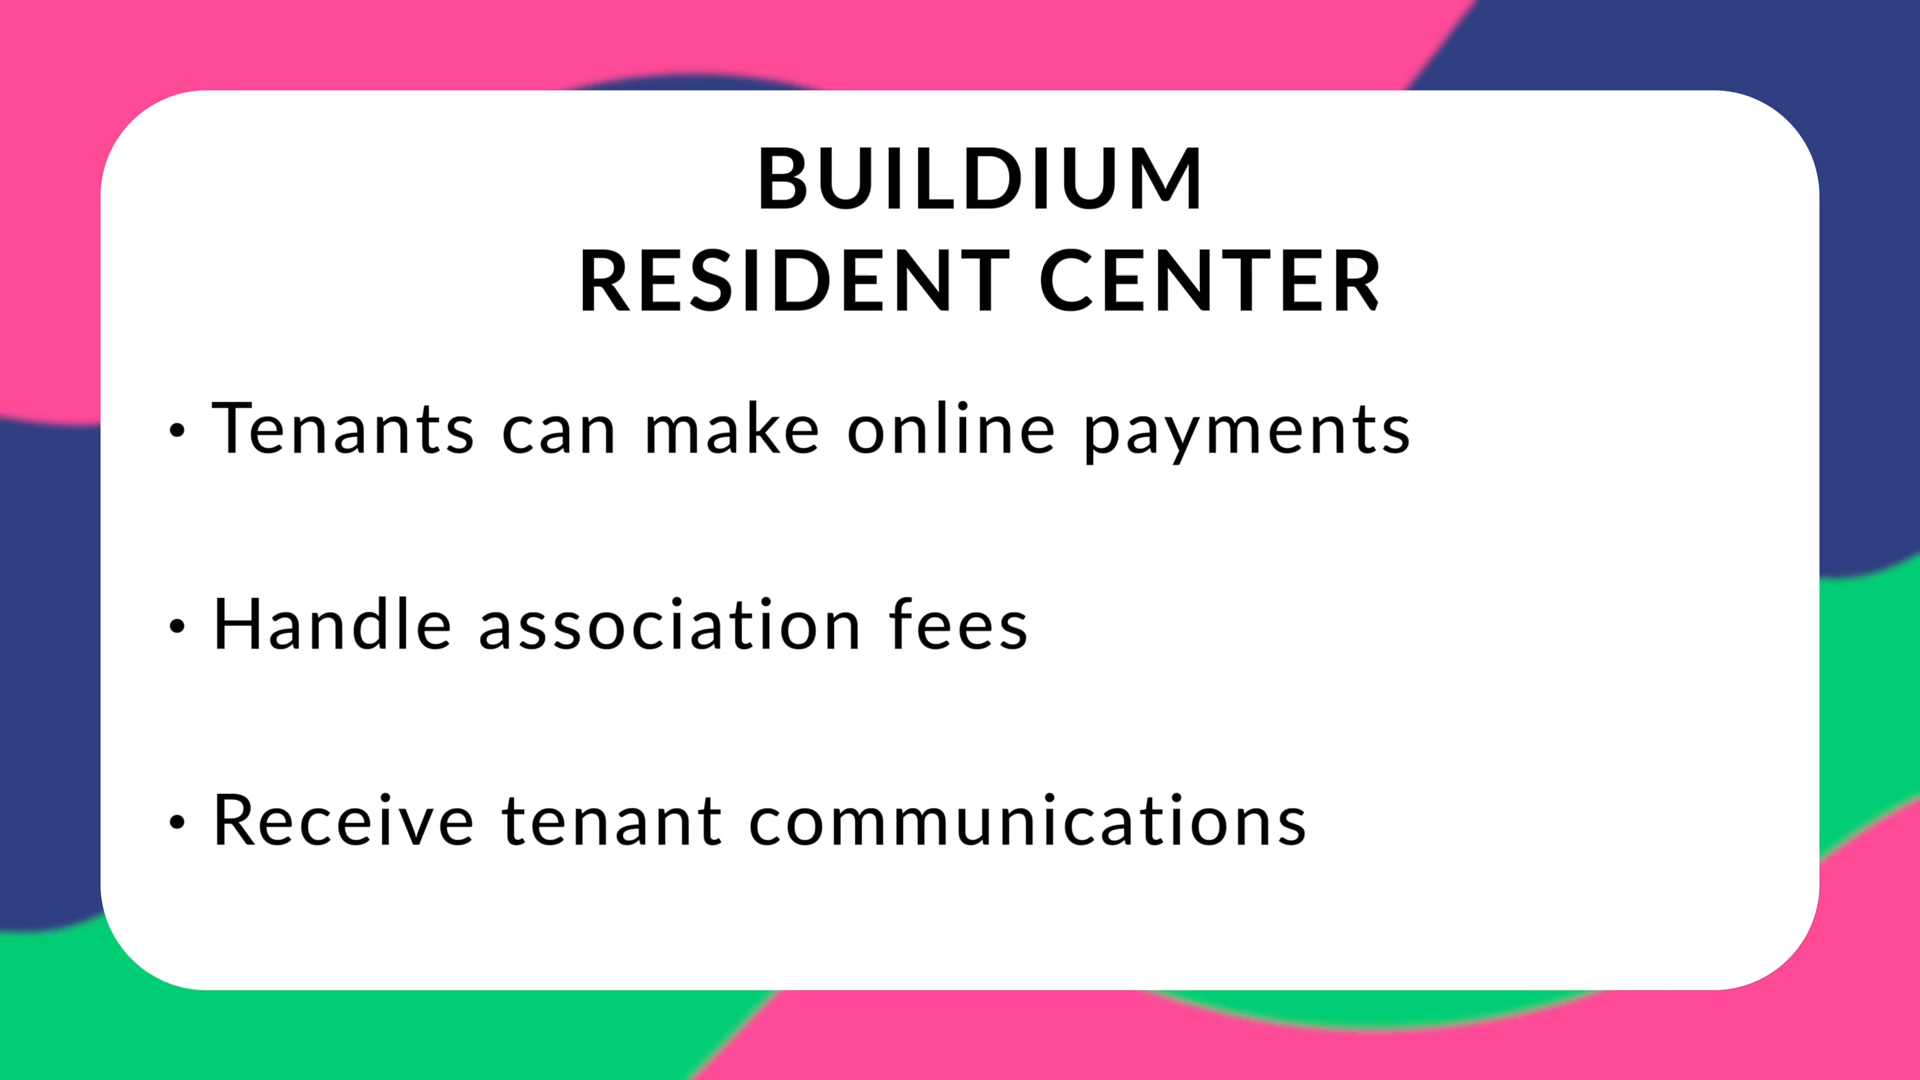 BUILDIUM
RESIDENT CENTER
• Tenants can make online payments
• Handle association fees
• Receive tenant communications